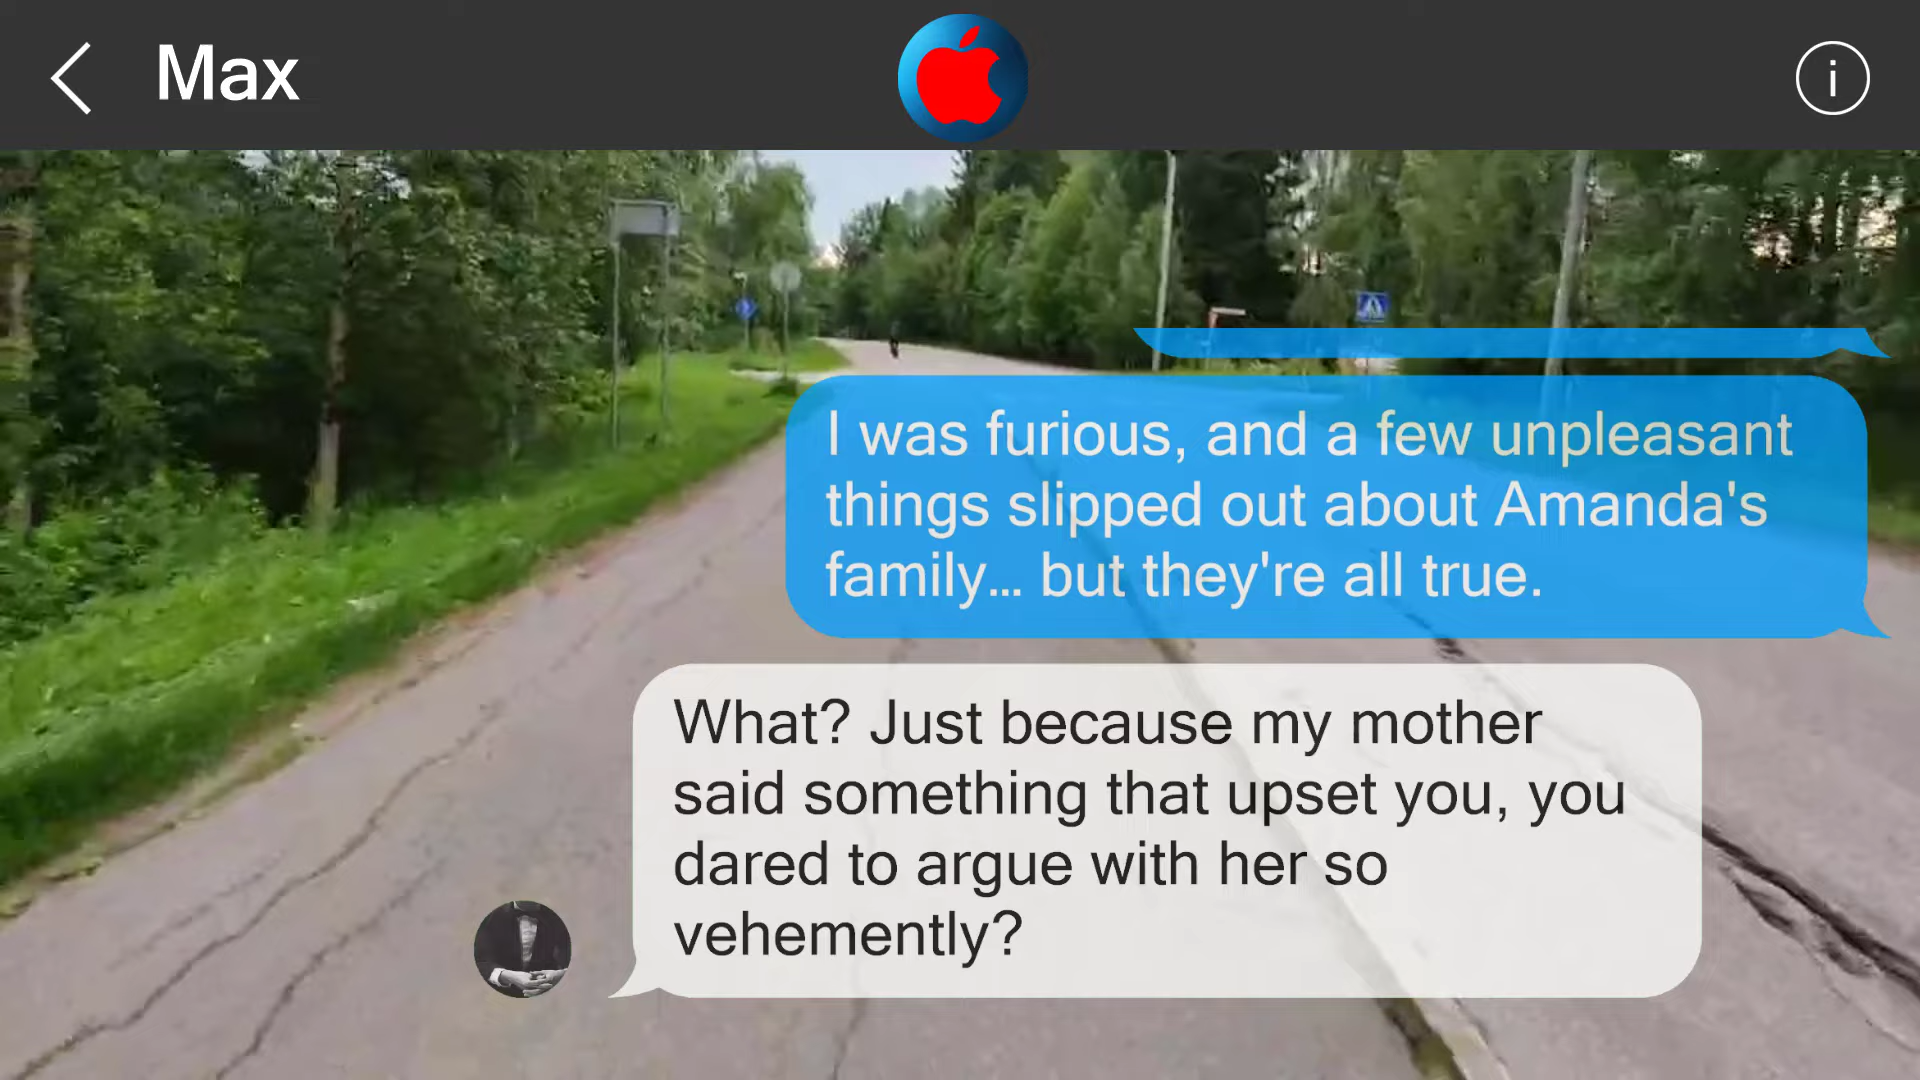 Max
I was furious, and a few unpleasant
things slipped out about Amanda's
family... but they're all true.
What? Just because my mother
said something that upset you, you
dared to argue with her so
vehemently?